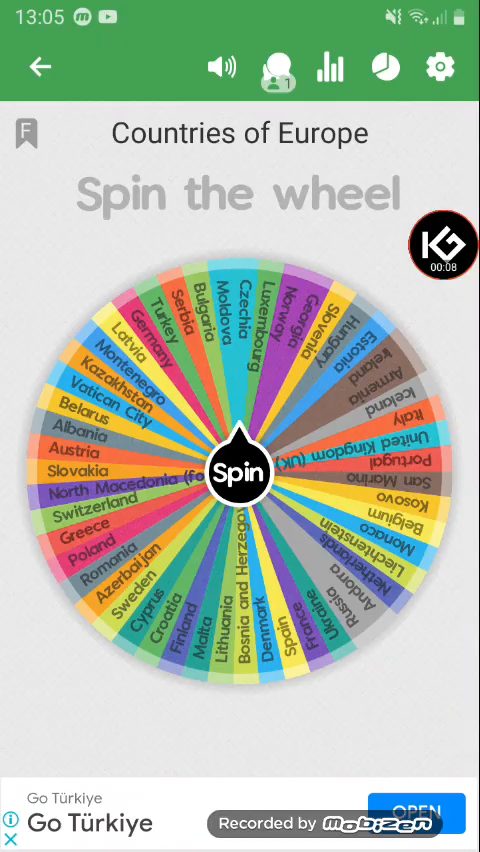 13:05
1
F
Countries of Europe
Spin the wheel
00:08
Czechia
Luxembourg
Norway
Georgia
Slovenia
Hungary
Estonia
Ireland
Armenia
Iceland
Italy
United Kingdom (UK)
Portugal
San Marino
Kosovo
Belgium
Monaco
Liechtenstein
Netherlands
Andorra
Russia
Ukraine
France
Spain
Denmark
Bosnia and Herzegov
Lithuania
Malta
Finland
Croatia
Cyprus
Sweden
Azerbaijan
Romania
Poland
Greece
Switzerland
North Macedonia (fo
Slovakia
Austria
Albania
Belarus
Vatican City
Kazakhstan
Montenegro
Latvia
Germany
Turkey
Serbia
Bulgaria
Moldova
Spin
Go Türkiye
Go Türkiye
OPEN
Recorded by MOBIZEN